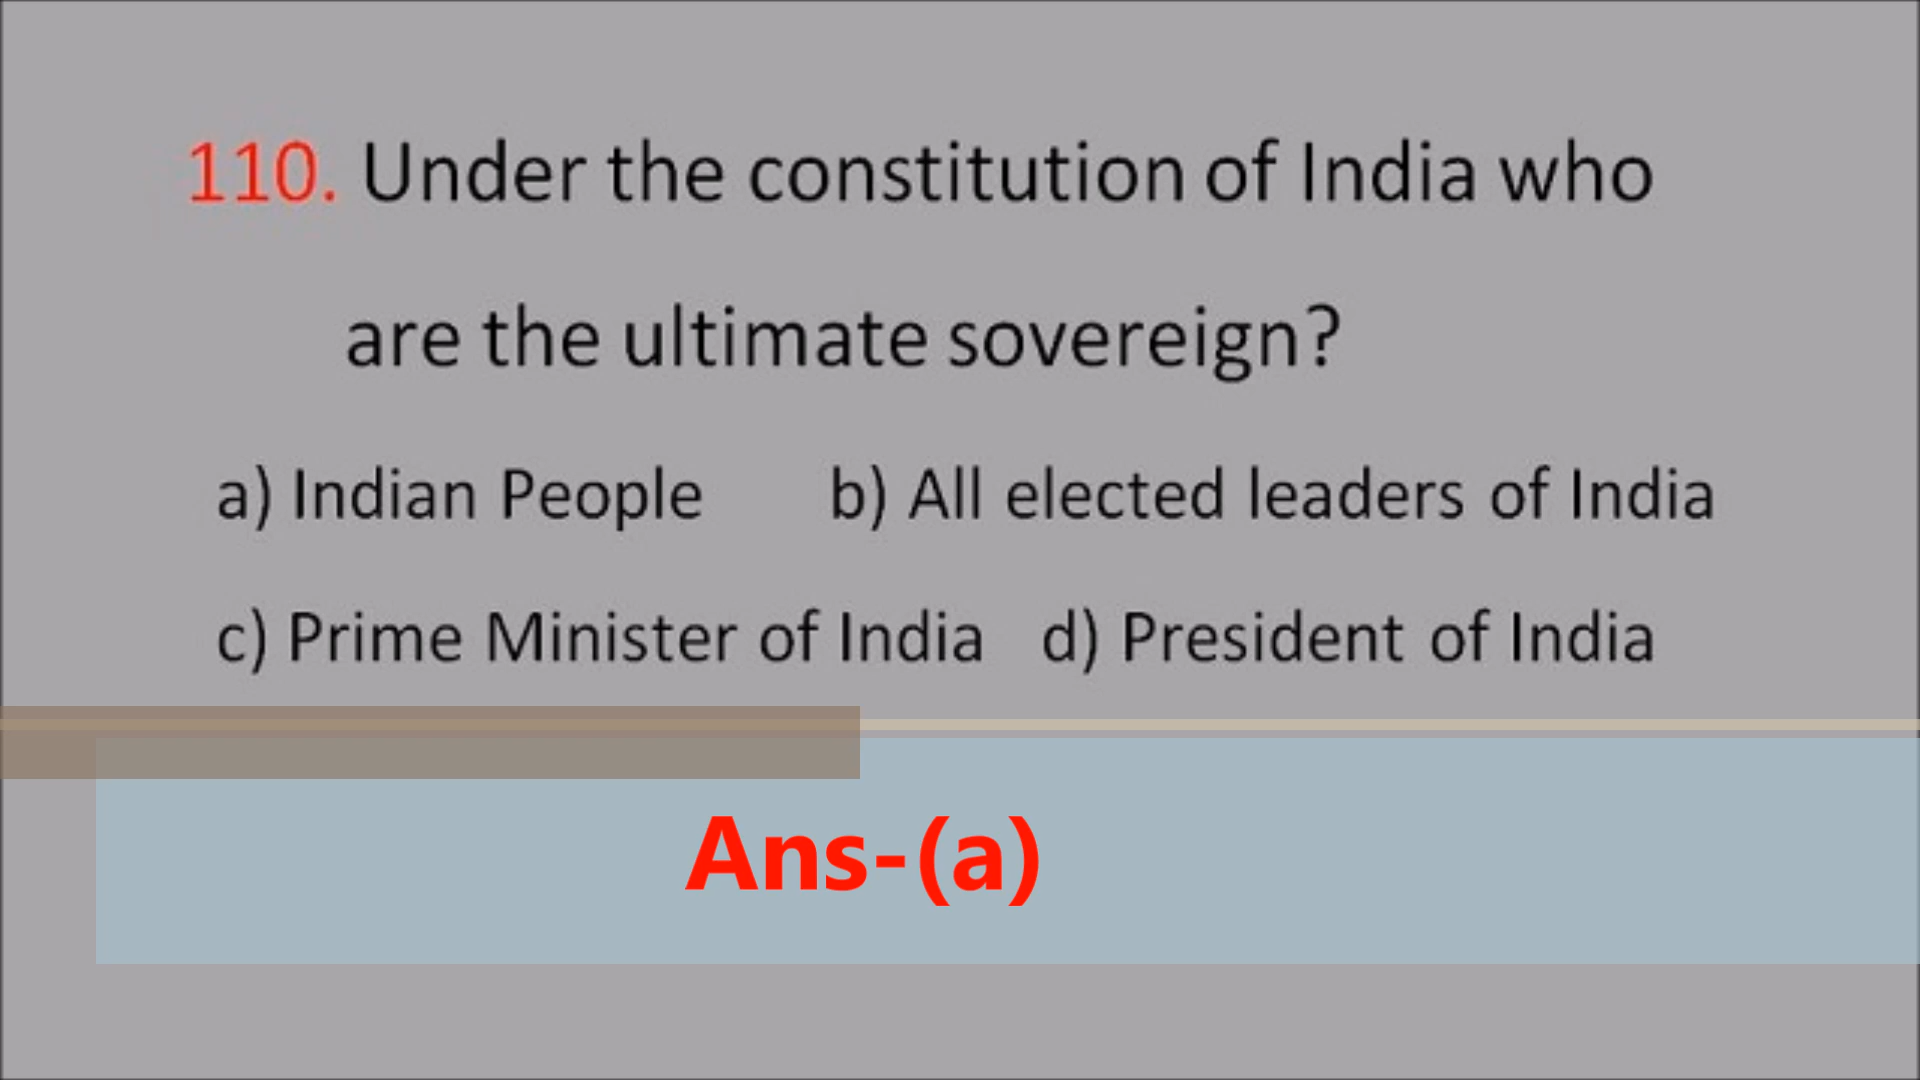 110. Under the constitution of India who
are the ultimate sovereign?
a) Indian People b) All elected leaders of India
c) Prime Minister of India d) President of India
Ans-(a)